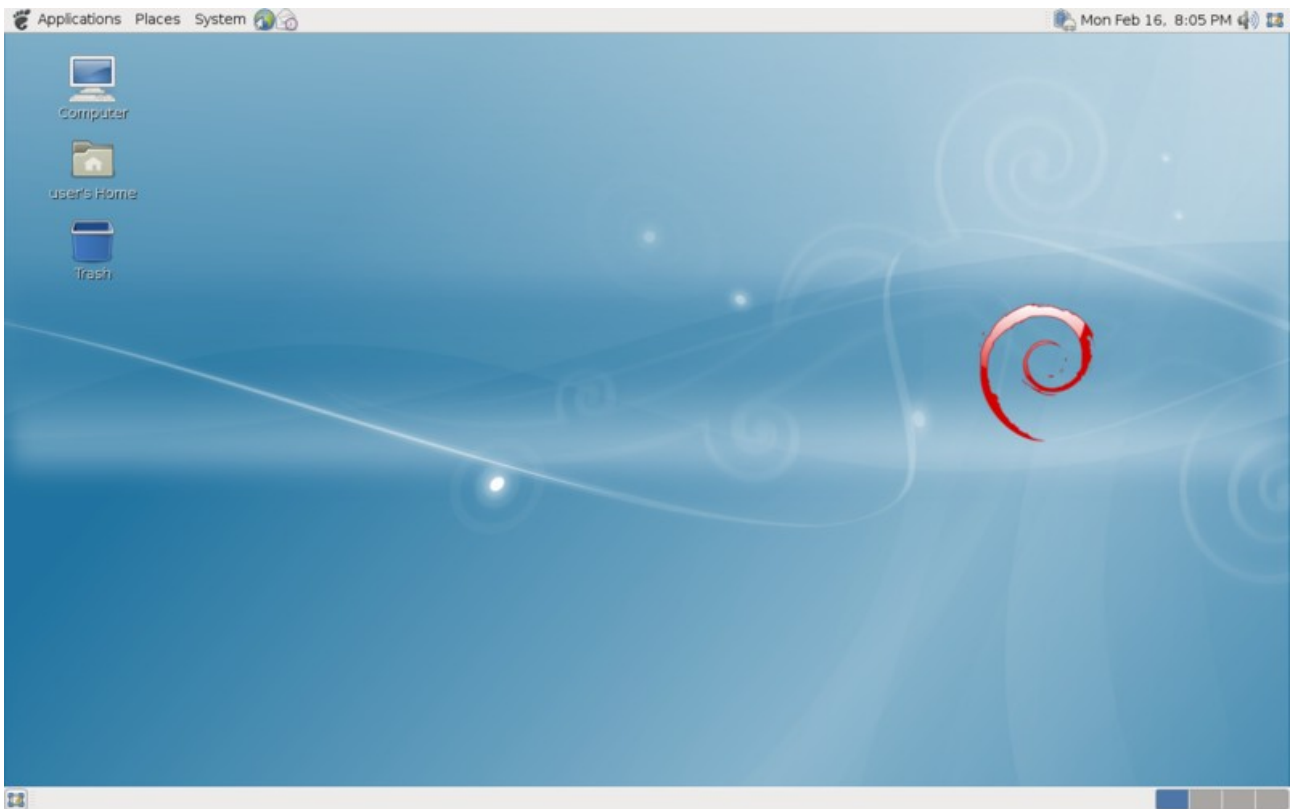 Applications Places System Mon Feb 16, 8:05 PM
Computer
user's Home
Trash